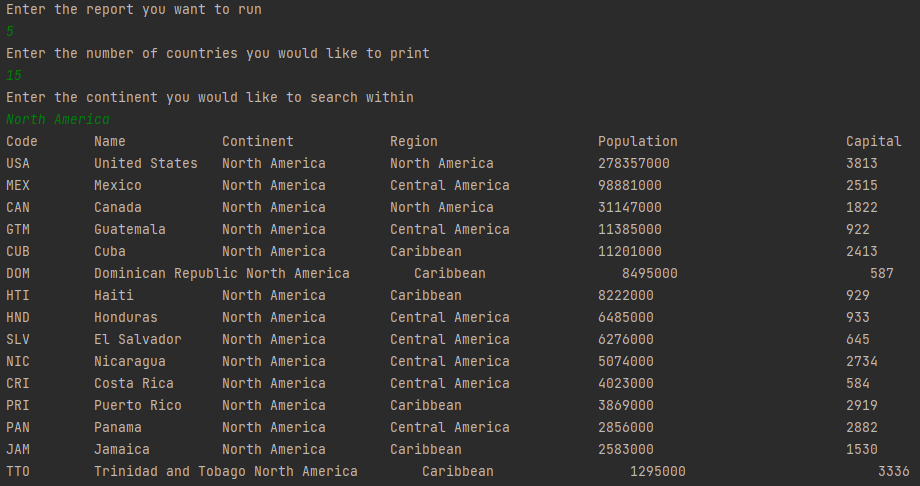 Enter the report you want to run
5
Enter the number of countries you would like to print
15
Enter the continent you would like to search within
North America
Code Name Continent Region Population Capital
USA United States North America North America 278357000 3813
MEX Mexico North America Central America 98881000 2515
CAN Canada North America North America 31147000 1822
GTM Guatemala North America Central America 11385000 922
CUB Cuba North America Caribbean 11201000 2413
DOM Dominican Republic North America Caribbean 8495000 587
HTI Haiti North America Caribbean 8222000 929
HND Honduras North America Central America 6485000 933
SLV El Salvador North America Central America 6276000 645
NIC Nicaragua North America Central America 5074000 2734
CRI Costa Rica North America Central America 4023000 584
PRI Puerto Rico North America Caribbean 3869000 2919
PAN Panama North America Central America 2856000 2882
JAM Jamaica North America Caribbean 2583000 1530
TTO Trinidad and Tobago North America Caribbean 1295000 3336